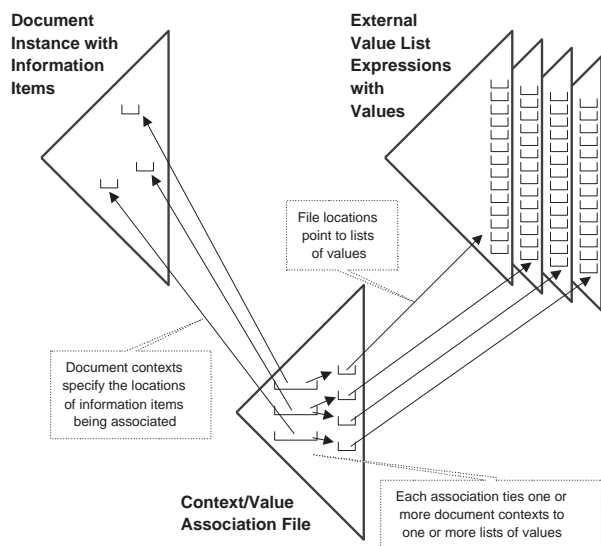 Document
Instance with
Information
Items
External
Value List
Expressions
with
Values
File locations
point to lists
of values
Document contexts
specify the locations
of information items
being associated
Context/Value
Association File
Each association ties one or
more document contexts to
one or more lists of values